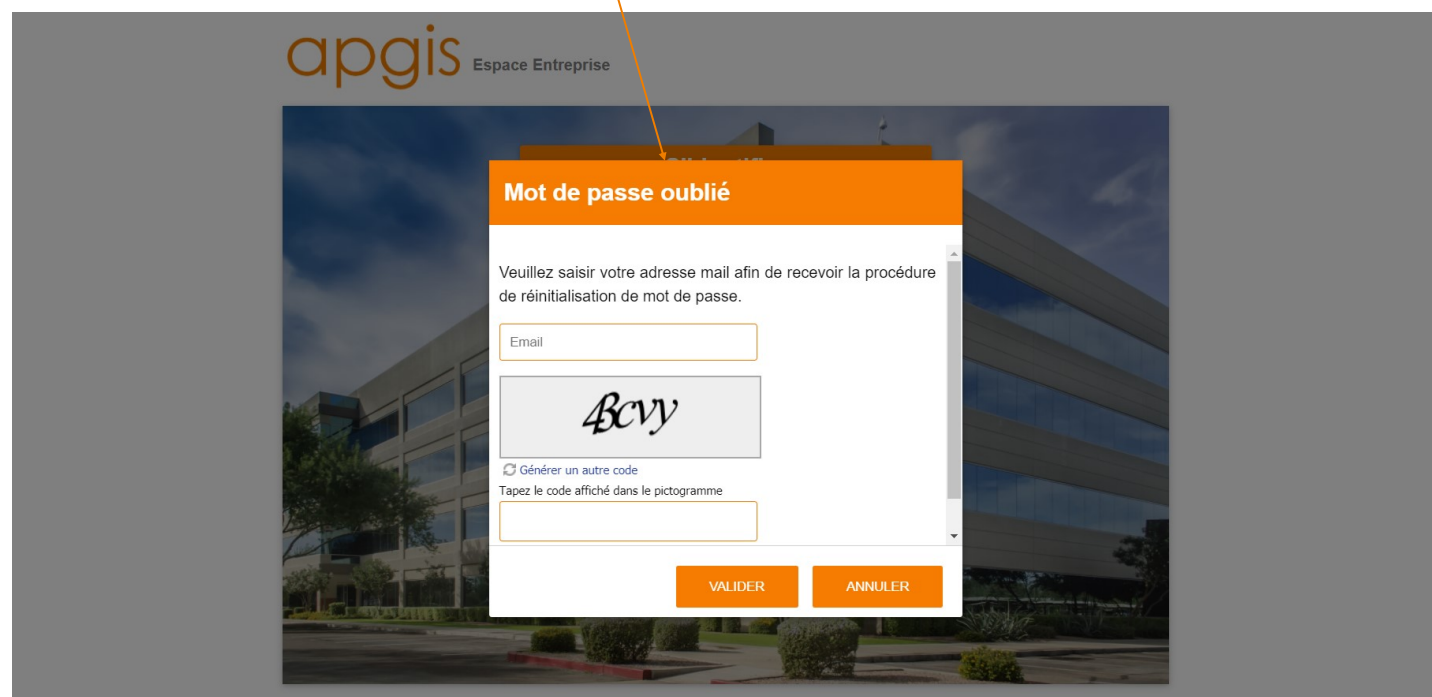 apgis Espace Entreprise
Mot de passe oublié
Veuillez saisir votre adresse mail afin de recevoir la procédure
de réinitialisation de mot de passe.
Email
Générer un autre code
Tapez le code affiché dans le pictogramme
VALIDER ANNULER